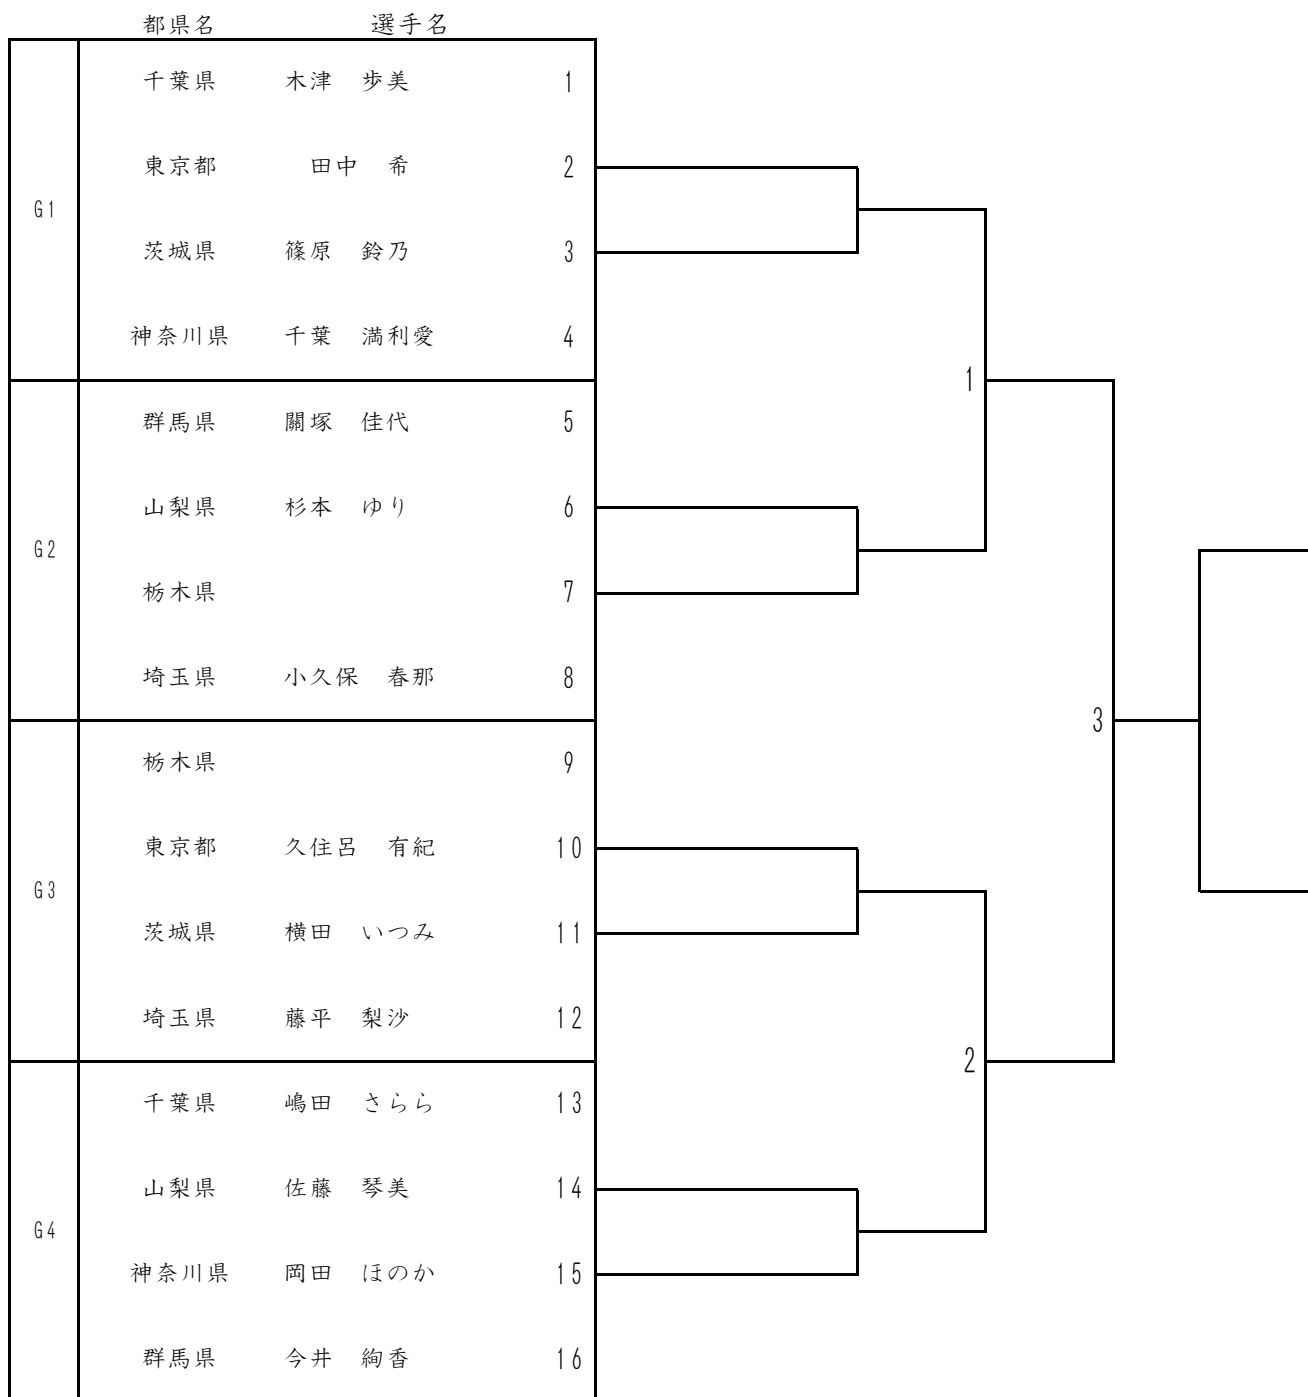 都県名 選手名
千葉県 木津 歩美 1
東京都 田中 希 2
G1
茨城県 篠原 鈴乃 3
神奈川県 千葉 満利愛 4
1
群馬県 關塚 佳代 5
山梨県 杉本 ゆり 6
G2
栃木県 7
埼玉県 小久保 春那 8
3
栃木県 9
東京都 久住呂 有紀 10
G3
茨城県 横田 いつみ 11
埼玉県 藤平 梨沙 12
2
千葉県 嶋田 さらら 13
山梨県 佐藤 琴美 14
G4
神奈川県 岡田 ほのか 15
群馬県 今井 絢香 16